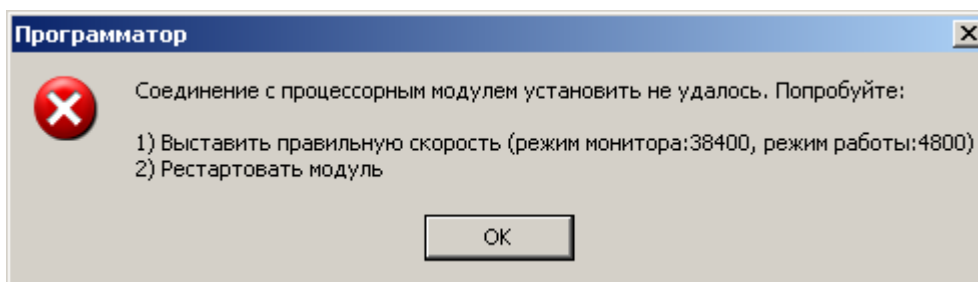 Программатор
Соединение с процессорным модулем установить не удалось. Попробуйте:
1) Выставить правильную скорость (режим монитора:38400, режим работы:4800)
2) Рестартовать модуль
OK